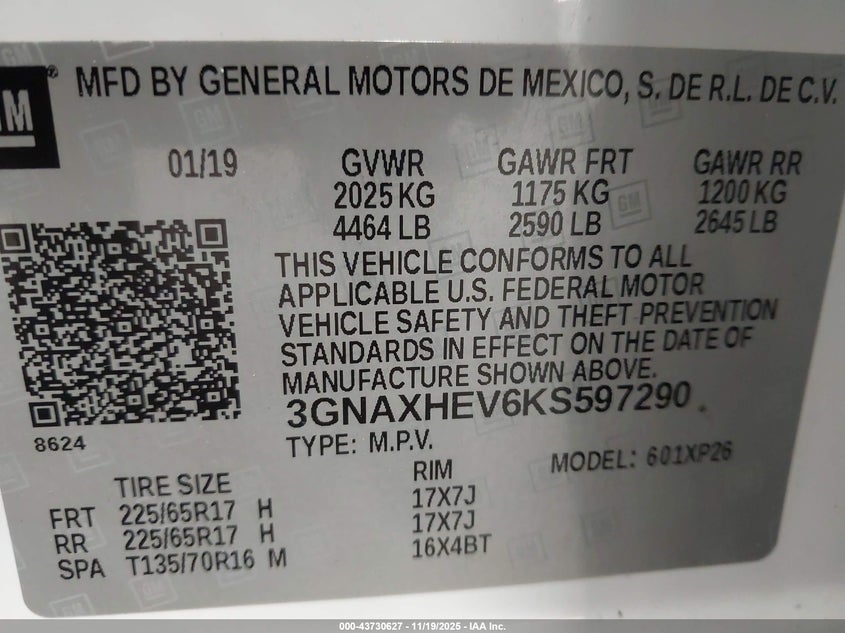 GM® MFD BY GENERAL MOTORS DE MEXICO, S. DE R.L. DE C.V.
01/19 GVWR GAWR FRT GAWR RR
2025 KG 1175 KG 1200 KG
4464 LB 2590 LB 2645 LB
THIS VEHICLE CONFORMS TO ALL
APPLICABLE U.S. FEDERAL MOTOR
VEHICLE SAFETY AND THEFT PREVENTION
STANDARDS IN EFFECT ON THE DATE OF
MANUFACTURE SHOWN ABOVE.
3GNAXHEV6KS597290
8624
TYPE: M.P.V. MODEL: 601XP26
TIRE SIZE RIM
FRT 225/65R17 H 17X7J
RR 225/65R17 H 17X7J
SPA T135/70R16 M 16X4BT
000-43730627 - 11/19/2025 - IAA Inc.